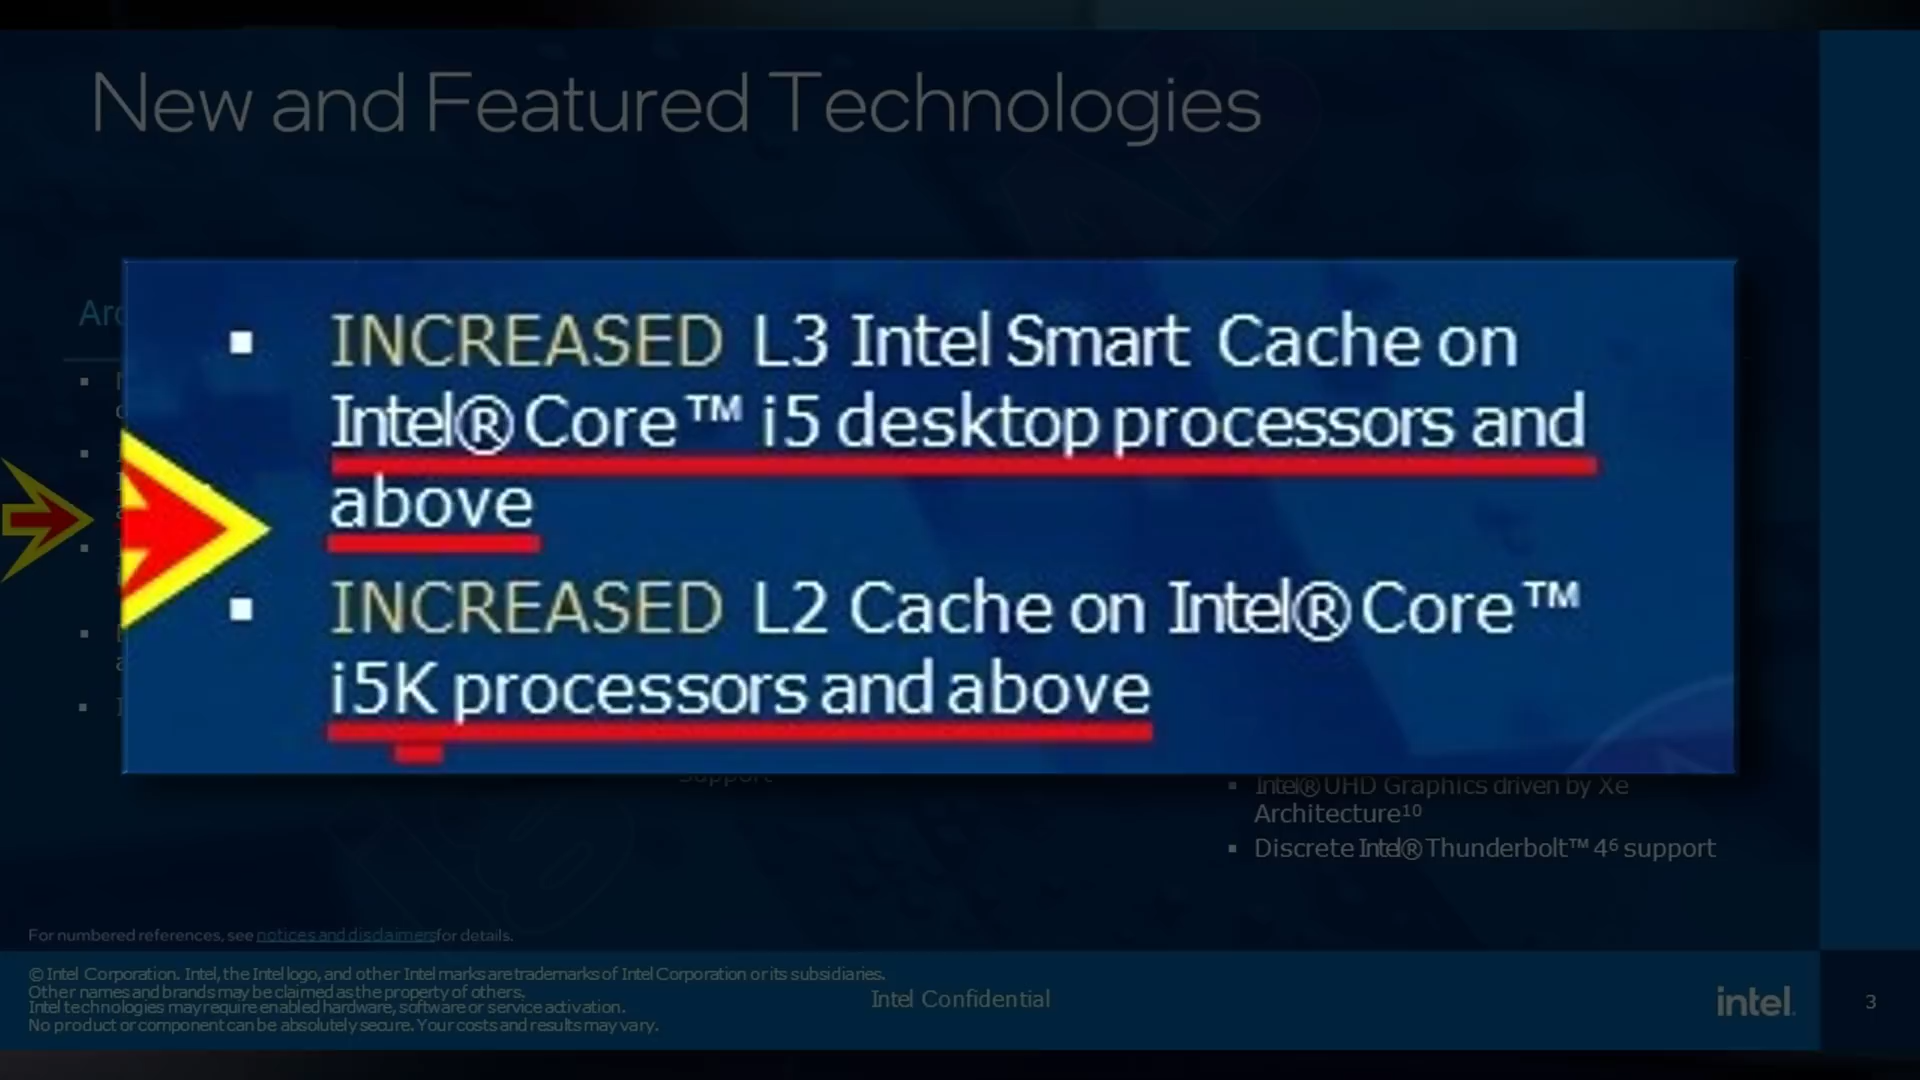 New and Featured Technologies
▪ INCREASED L3 Intel Smart Cache on
Intel® Core™ i5 desktop processors and
above
▪ INCREASED L2 Cache on Intel® Core™
i5K processors and above
▪ Intel® UHD Graphics driven by Xe
Architecture¹⁰
▪ Discrete Intel® Thunderbolt™ 4⁶ support
For numbered references, see notices and disclaimers for details.
© Intel Corporation. Intel, the Intel logo, and other Intel marks are trademarks of Intel Corporation or its subsidiaries.
Other names and brands may be claimed as the property of others.
Intel technologies may require enabled hardware, software or service activation.
No product or component can be absolutely secure. Your costs and results may vary.
Intel Confidential
intel.
3